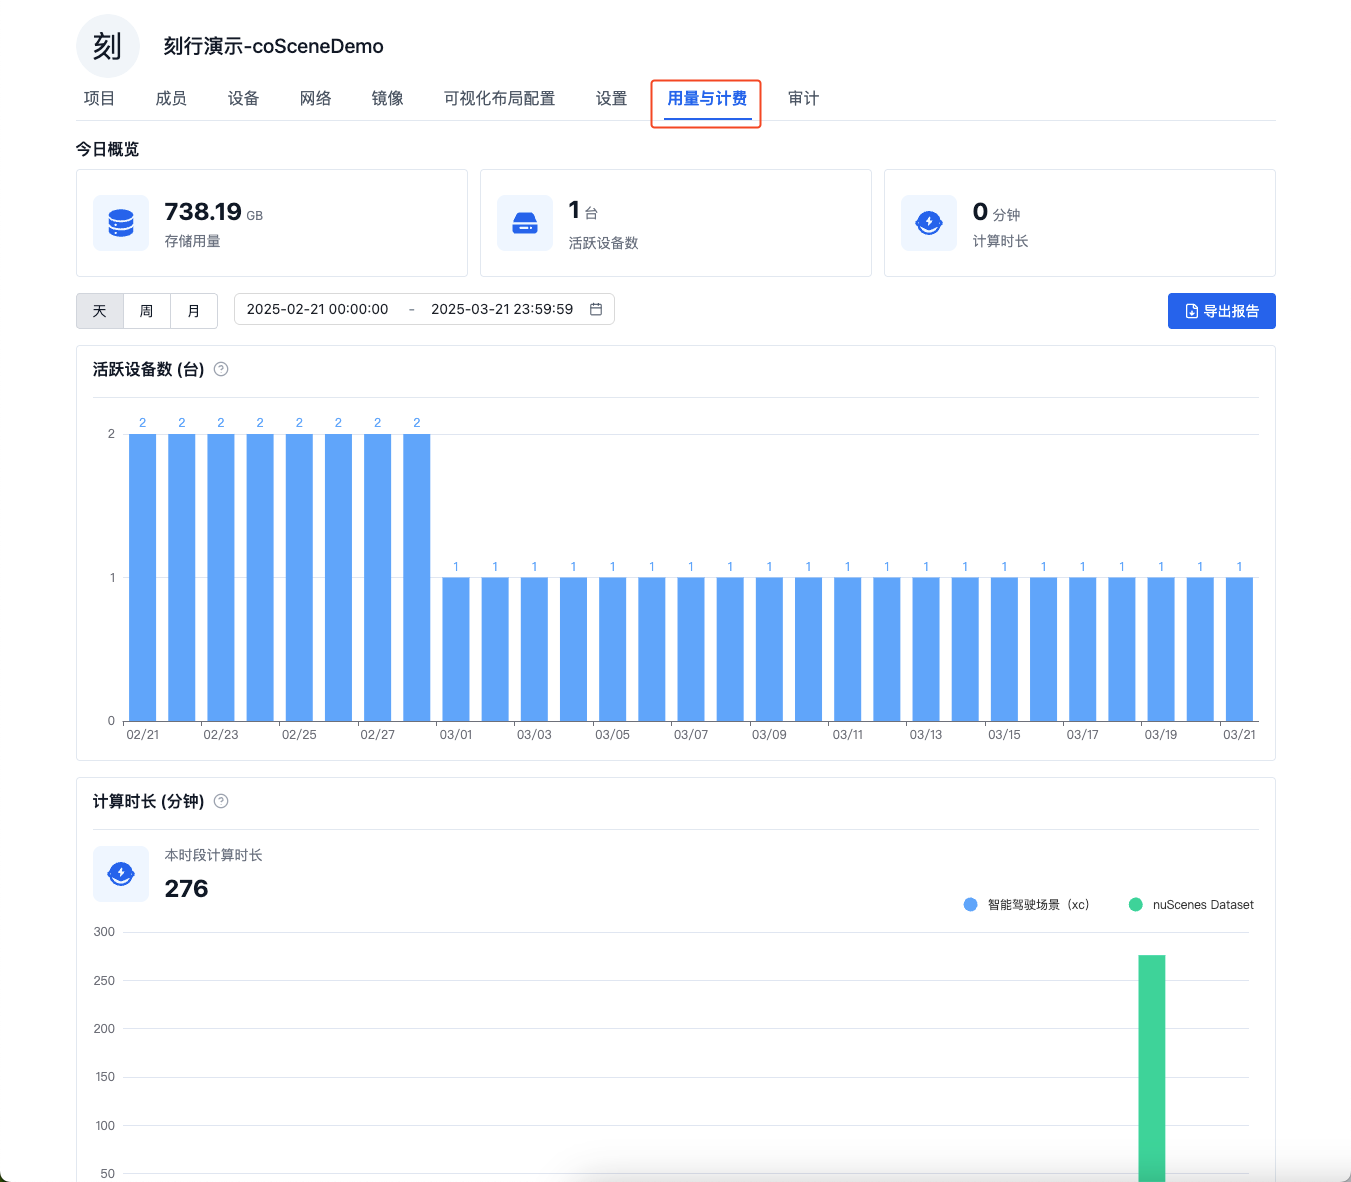 刻
刻行演示-coSceneDemo
项目 成员 设备 网络 镜像 可视化布局配置 设置 用量与计费 审计
今日概览
738.19 GB
存储用量
1 台
活跃设备数
0 分钟
计算时长
天 周 月 2025-02-21 00:00:00 - 2025-03-21 23:59:59 导出报告
活跃设备数 (台)
2 2 2 2 2 2 2 2
2
1 1 1 1 1 1 1 1 1 1 1 1 1 1 1 1 1 1 1 1 1
1
0
02/21 02/23 02/25 02/27 03/01 03/03 03/05 03/07 03/09 03/11 03/13 03/15 03/17 03/19 03/21
计算时长 (分钟)
本时段计算时长
276
智能驾驶场景（xc） nuScenes Dataset
300
250
200
150
100
50